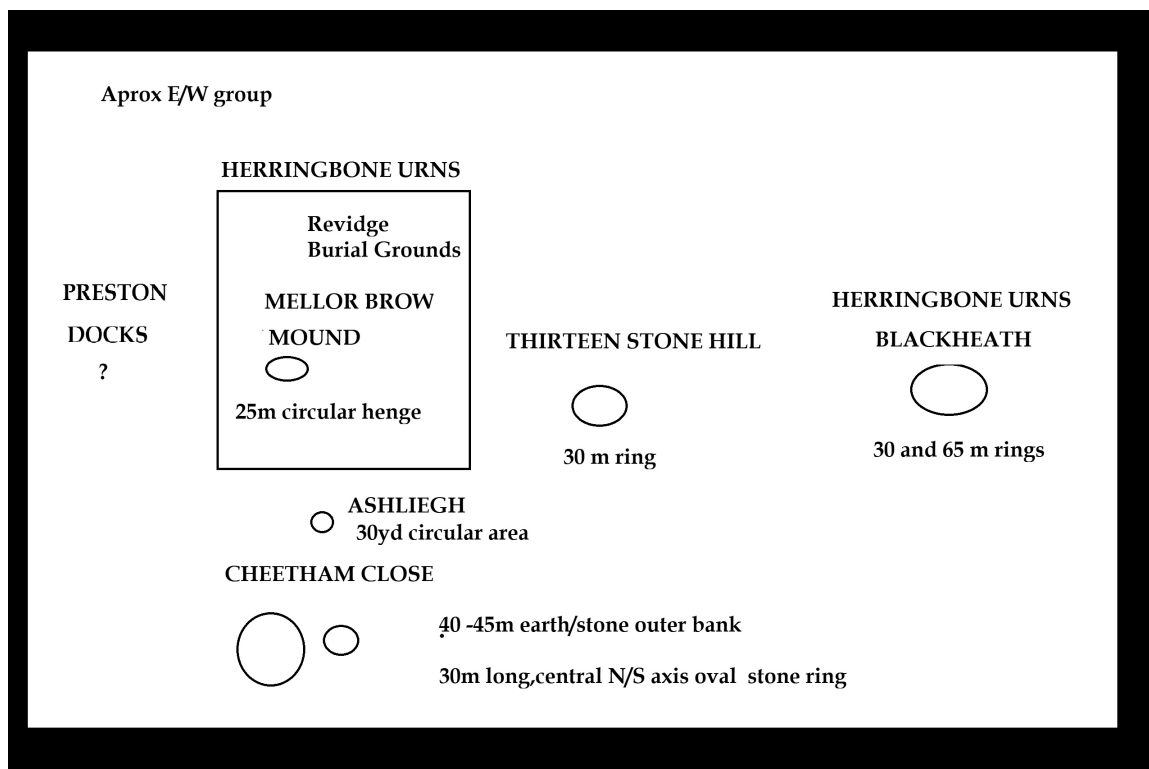 Aprox E/W group
HERRINGBONE URNS
Revidge
Burial Grounds
PRESTON
DOCKS
?
MELLOR BROW
MOUND
25m circular henge
THIRTEEN STONE HILL
30 m ring
HERRINGBONE URNS
BLACKHEATH
30 and 65 m rings
ASHLIEGH
30yd circular area
CHEETHAM CLOSE
40 -45m earth/stone outer bank
30m long,central N/S axis oval stone ring